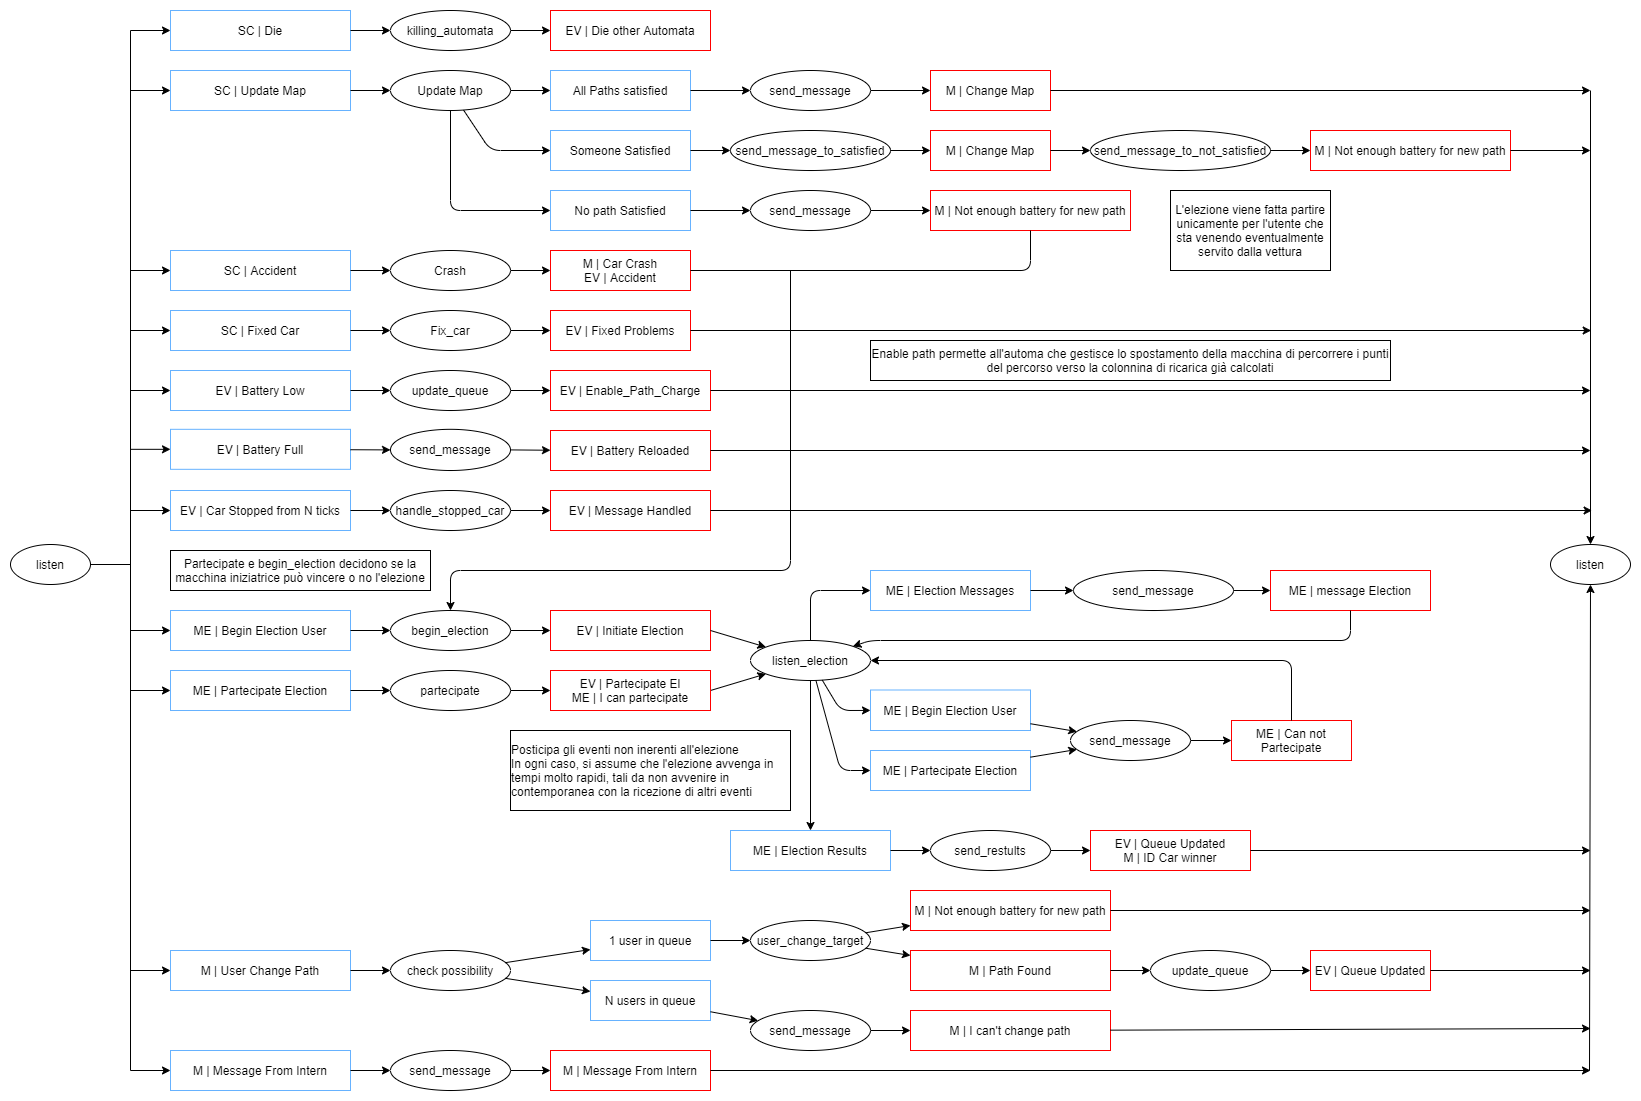 SC | Die
killing_automata
EV | Die other Automata
SC | Update Map
Update Map
All Paths satisfied
send_message
M | Change Map
Someone Satisfied
send_message_to_satisfied
M | Change Map
send_message_to_not_satisfied
M | Not enough battery for new path
No path Satisfied
send_message
M | Not enough battery for new path
L'elezione viene fatta partire
unicamente per l'utente che
sta venendo eventualmente
servito dalla vettura
SC | Accident
Crash
M | Car Crash
EV | Accident
SC | Fixed Car
Fix_car
EV | Fixed Problems
Enable path permette all'automa che gestisce lo spostamento della macchina di percorrere i punti
del percorso verso la colonnina di ricarica già calcolati
EV | Battery Low
update_queue
EV | Enable_Path_Charge
EV | Battery Full
send_message
EV | Battery Reloaded
EV | Car Stopped from N ticks
handle_stopped_car
EV | Message Handled
listen
Partecipate e begin_election decidono se la
macchina iniziatrice può vincere o no l'elezione
listen
ME | Election Messages
send_message
ME | message Election
ME | Begin Election User
begin_election
EV | Initiate Election
listen_election
ME | Partecipate Election
partecipate
EV | Partecipate El
ME | I can partecipate
ME | Begin Election User
send_message
ME | Can not
Partecipate
ME | Partecipate Election
Posticipa gli eventi non inerenti all'elezione
In ogni caso, si assume che l'elezione avvenga in
tempi molto rapidi, tali da non avvenire in
contemporanea con la ricezione di altri eventi
ME | Election Results
send_restults
EV | Queue Updated
M | ID Car winner
M | Not enough battery for new path
1 user in queue
user_change_target
M | User Change Path
check possibility
M | Path Found
update_queue
EV | Queue Updated
N users in queue
send_message
M | I can't change path
M | Message From Intern
send_message
M | Message From Intern